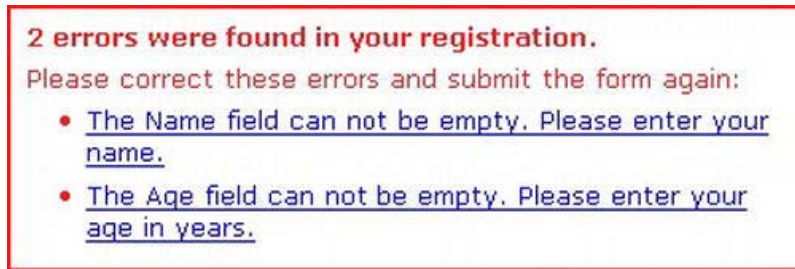 2 errors were found in your registration.
Please correct these errors and submit the form again:
• The Name field can not be empty. Please enter your
name.
• The Age field can not be empty. Please enter your
age in years.